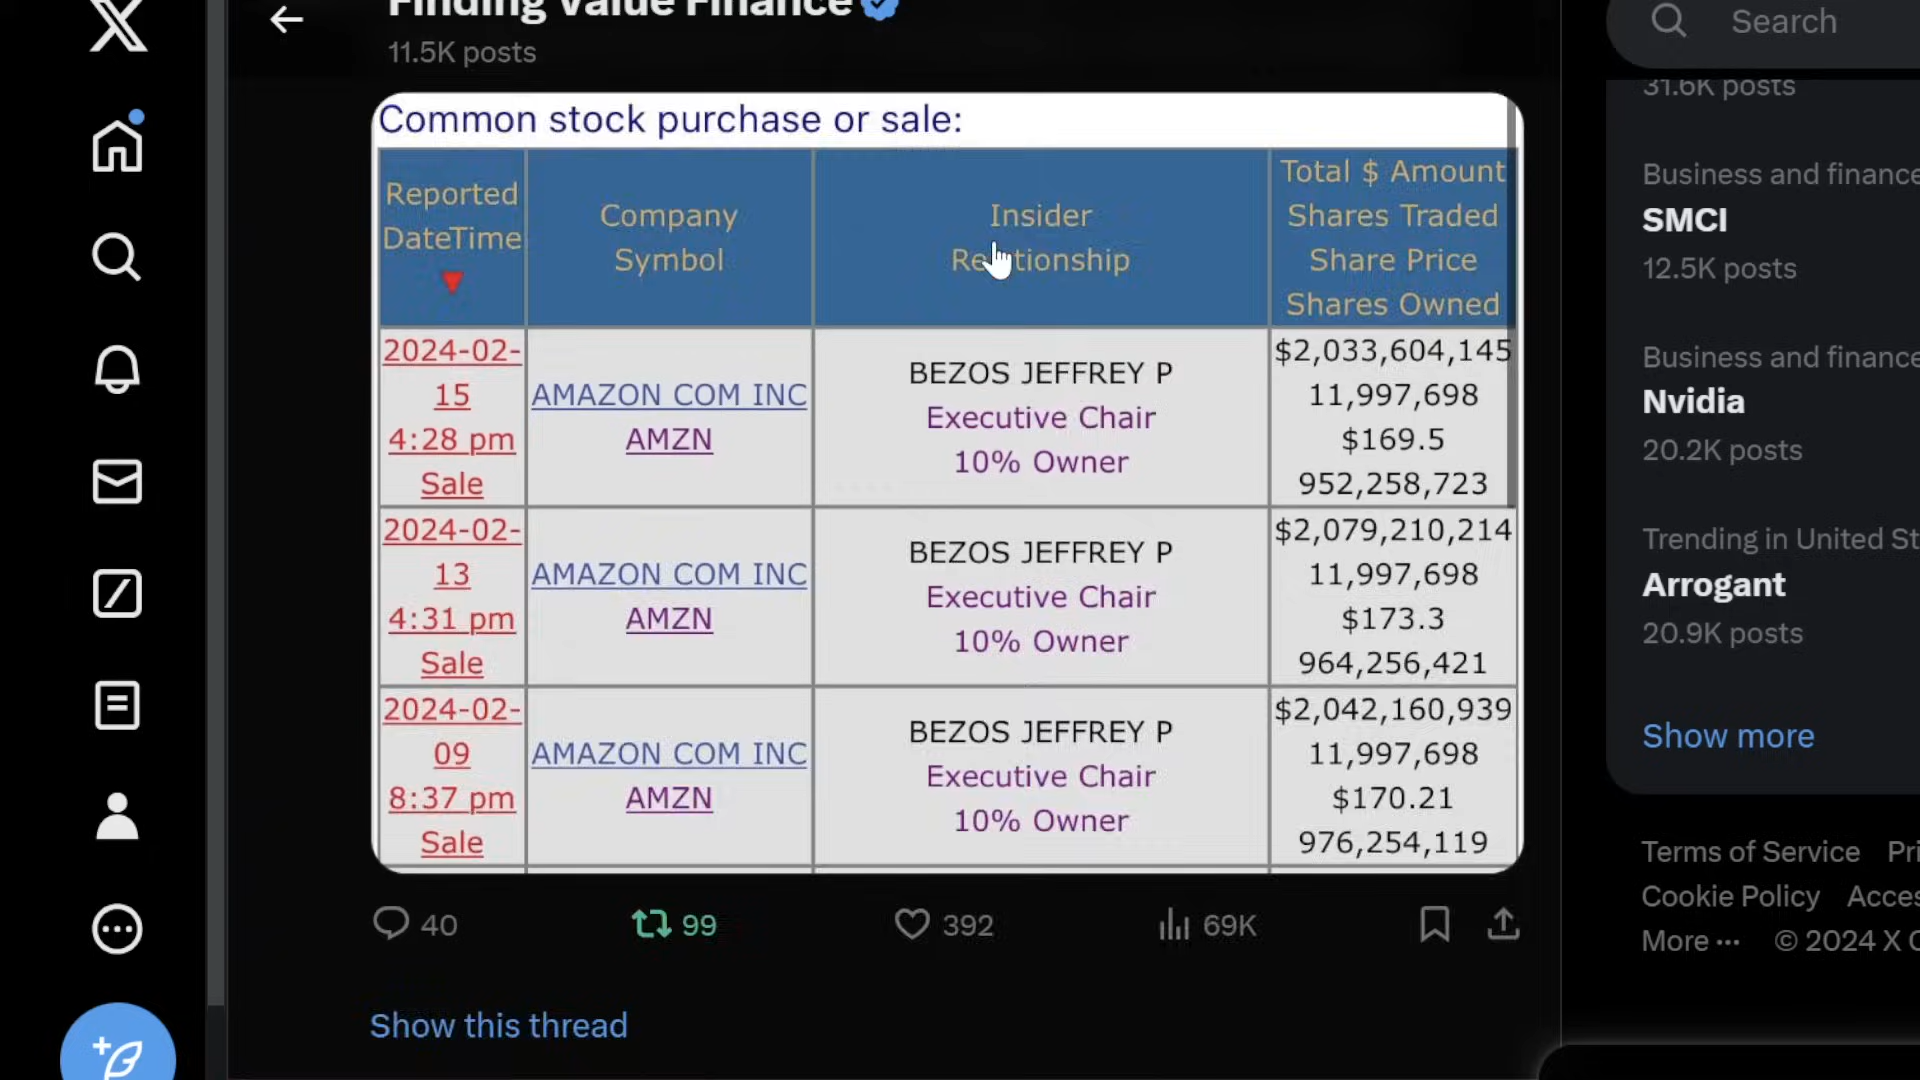 Finding Value Finance
11.5K posts
Search
Common stock purchase or sale:
Reported
DateTime
Company
Symbol
Insider
Total $ Amount
Shares Traded
Share Price
Shares Owned
2024-02-
15
4:28 pm
Sale
AMAZON COM INC
AMZN
BEZOS JEFFREY P
Executive Chair
10% Owner
$2,033,604,145
11,997,698
$169.5
952,258,723
2024-02-
13
4:31 pm
Sale
AMAZON COM INC
AMZN
BEZOS JEFFREY P
Executive Chair
10% Owner
$2,079,210,214
11,997,698
$173.3
964,256,421
2024-02-
09
8:37 pm
Sale
AMAZON COM INC
AMZN
BEZOS JEFFREY P
Executive Chair
10% Owner
$2,042,160,939
11,997,698
$170.21
976,254,119
40
99
392
69K
Show this thread
31.6K posts
Business and finance
SMCI
12.5K posts
Business and finance
Nvidia
20.2K posts
Trending in United St
Arrogant
20.9K posts
Show more
Terms of Service Pri
Cookie Policy Acces
More ··· © 2024 X C